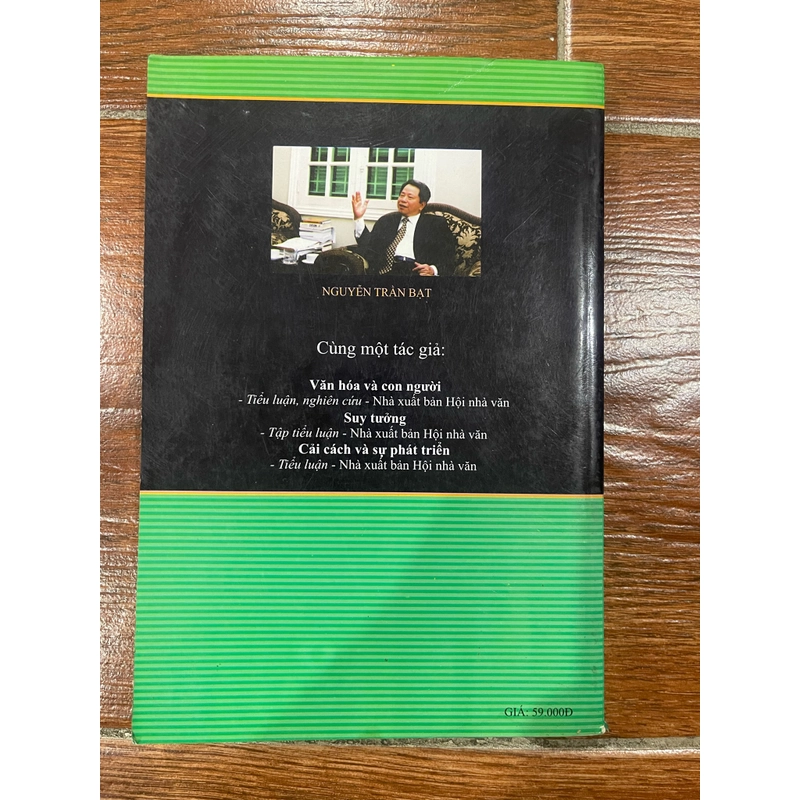 NGUYỄN TRẦN BẠT
Cùng một tác giả:
Văn hóa và con người
- Tiểu luận, nghiên cứu - Nhà xuất bản Hội nhà văn
Suy tưởng
- Tập tiểu luận - Nhà xuất bản Hội nhà văn
Cải cách và sự phát triển
- Tiểu luận - Nhà xuất bản Hội nhà văn
GIÁ: 59.000Đ